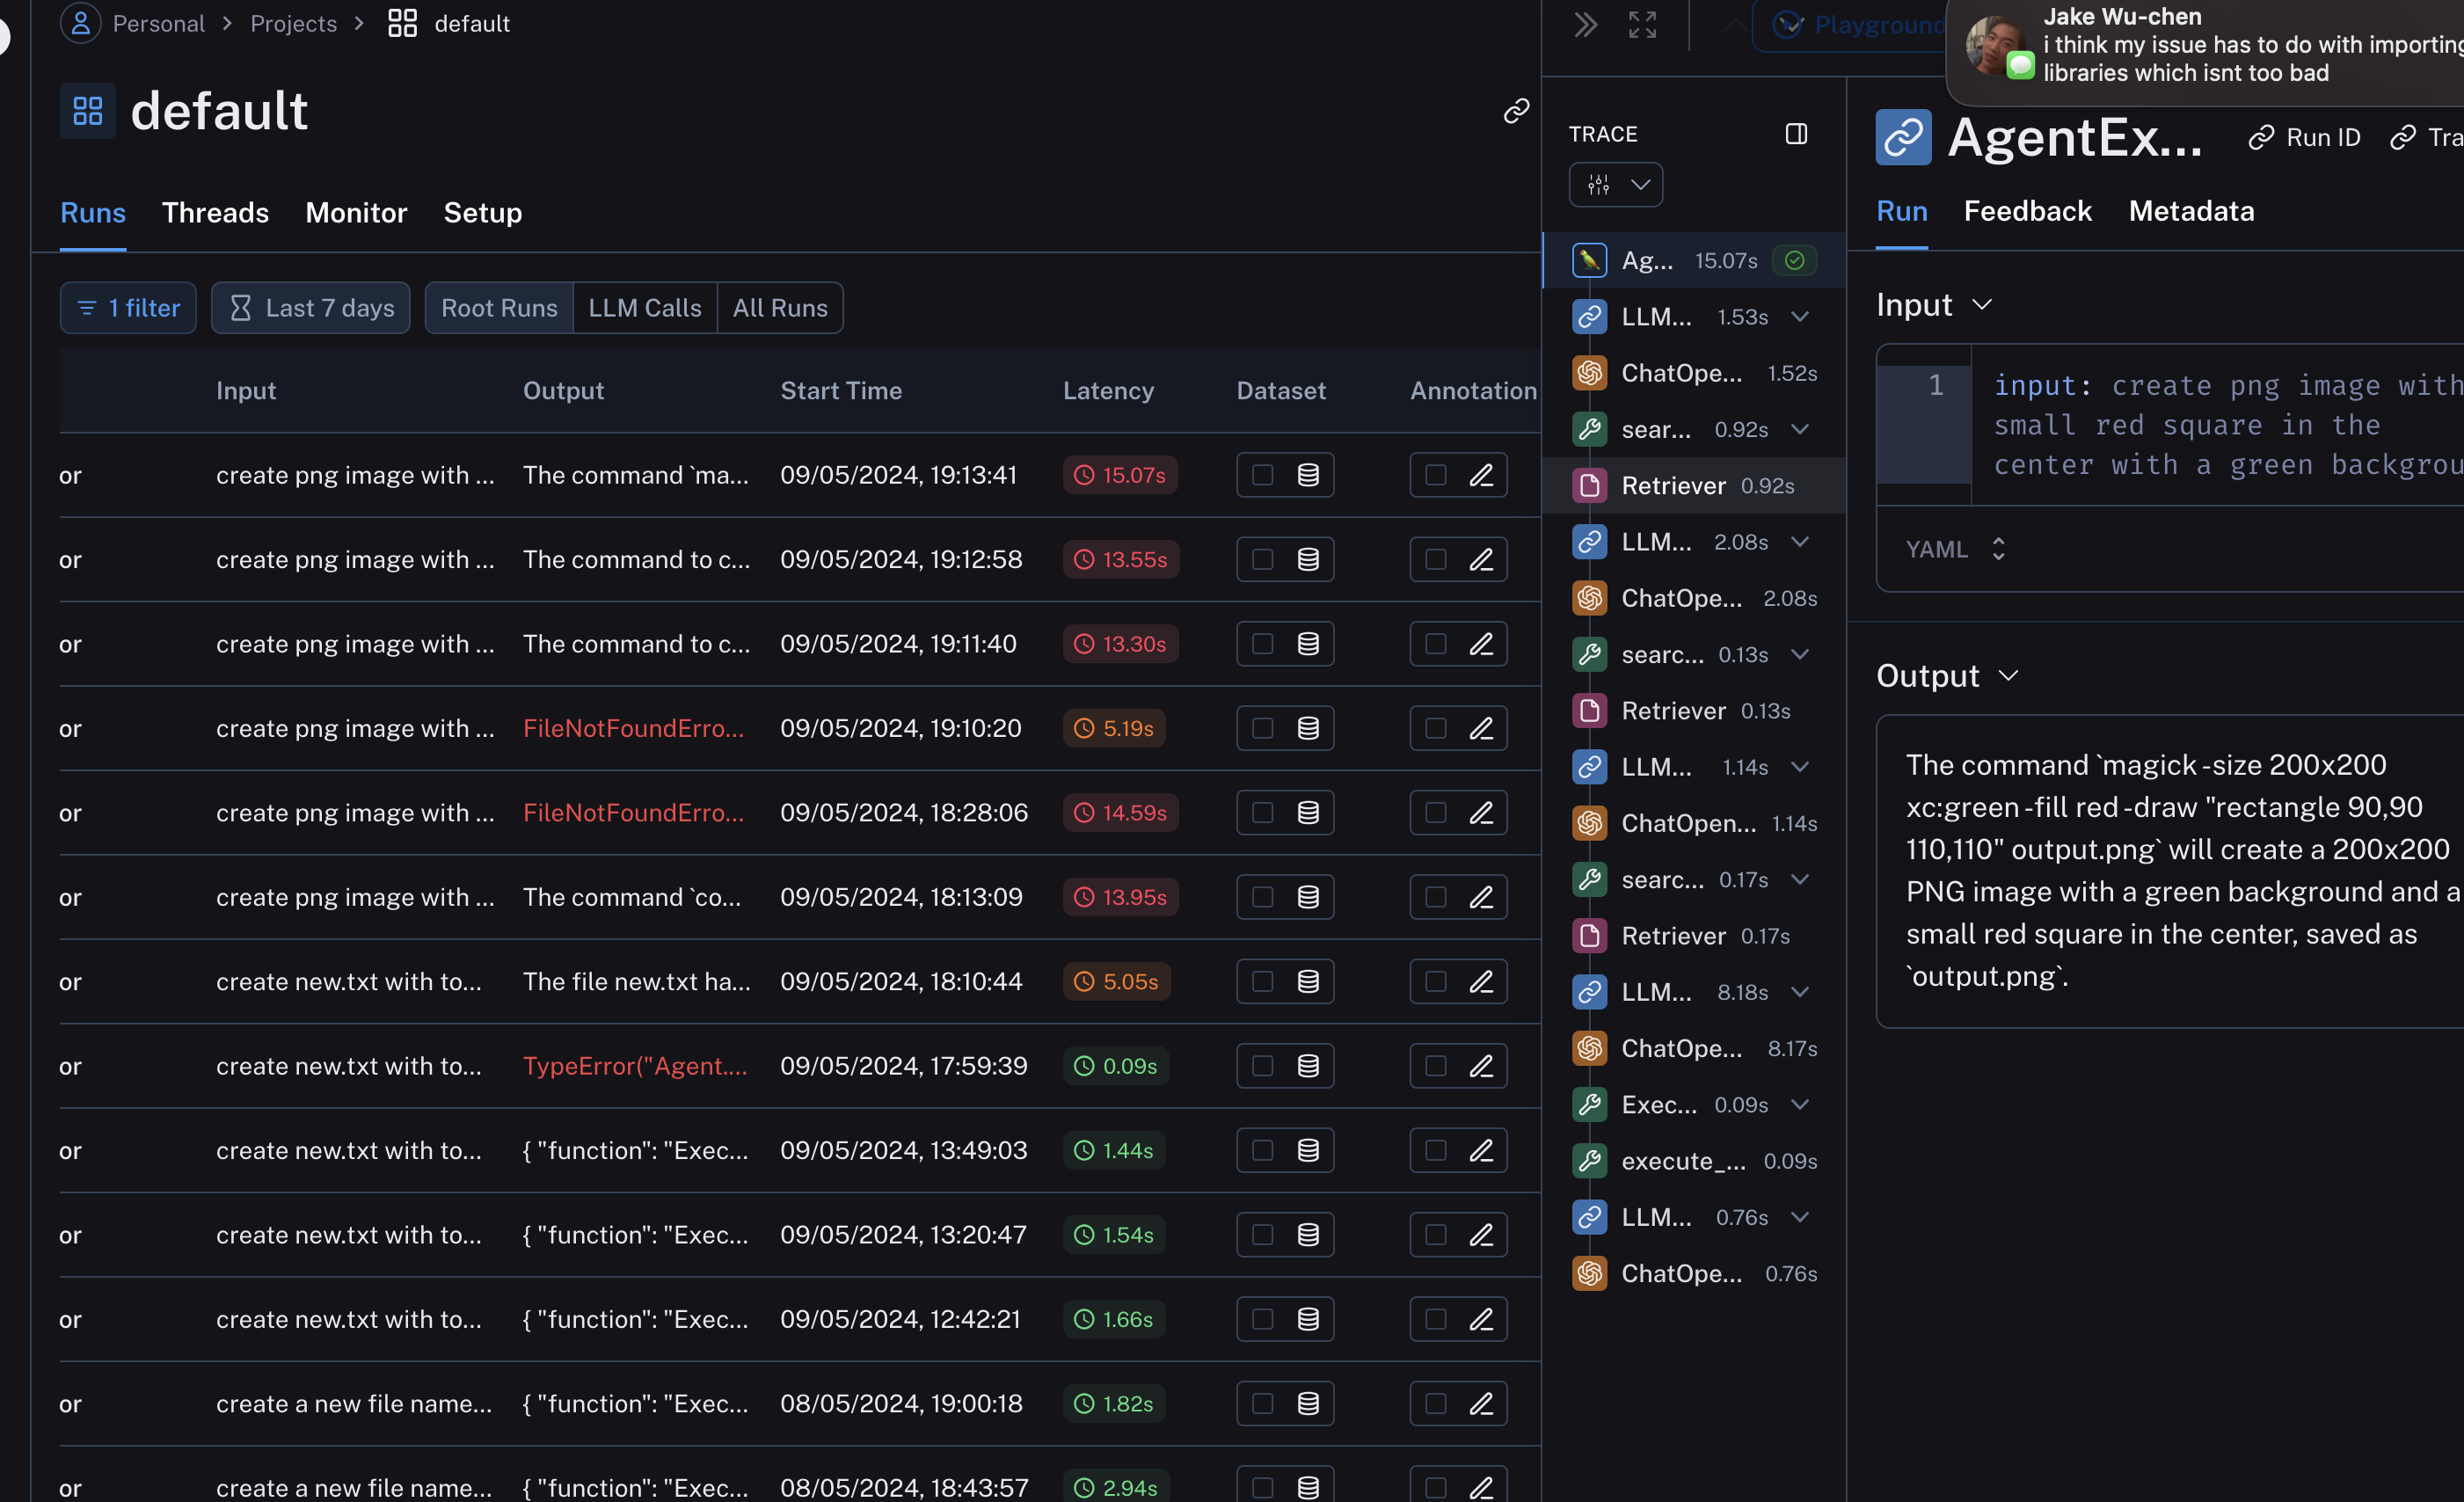 Personal > Projects > default
default
Runs Threads Monitor Setup
1 filter Last 7 days Root Runs LLM Calls All Runs
Input Output Start Time Latency Dataset Annotation
or create png image with ... The command `ma... 09/05/2024, 19:13:41 15.07s
or create png image with ... The command to c... 09/05/2024, 19:12:58 13.55s
or create png image with ... The command to c... 09/05/2024, 19:11:40 13.30s
or create png image with ... FileNotFoundErro... 09/05/2024, 19:10:20 5.19s
or create png image with ... FileNotFoundErro... 09/05/2024, 18:28:06 14.59s
or create png image with ... The command `co... 09/05/2024, 18:13:09 13.95s
or create new.txt with to... The file new.txt ha... 09/05/2024, 18:10:44 5.05s
or create new.txt with to... TypeError("Agent.... 09/05/2024, 17:59:39 0.09s
or create new.txt with to... { "function": "Exec... 09/05/2024, 13:49:03 1.44s
or create new.txt with to... { "function": "Exec... 09/05/2024, 13:20:47 1.54s
or create new.txt with to... { "function": "Exec... 09/05/2024, 12:42:21 1.66s
or create a new file name... { "function": "Exec... 08/05/2024, 19:00:18 1.82s
or create a new file name... { "function": "Exec... 08/05/2024, 18:43:57 2.94s
Playground
TRACE
Ag... 15.07s
LLM... 1.53s
ChatOpe... 1.52s
sear... 0.92s
Retriever 0.92s
LLM... 2.08s
ChatOpe... 2.08s
searc... 0.13s
Retriever 0.13s
LLM... 1.14s
ChatOpen... 1.14s
searc... 0.17s
Retriever 0.17s
LLM... 8.18s
ChatOpe... 8.17s
Exec... 0.09s
execute_... 0.09s
LLM... 0.76s
ChatOpe... 0.76s
Jake Wu-chen
i think my issue has to do with importing
libraries which isnt too bad
AgentEx... Run ID Tra
Run Feedback Metadata
Input
1 input: create png image with
small red square in the
center with a green backgrou
YAML
Output
The command `magick -size 200x200
xc:green -fill red -draw "rectangle 90,90
110,110" output.png` will create a 200x200
PNG image with a green background and a
small red square in the center, saved as
`output.png`.